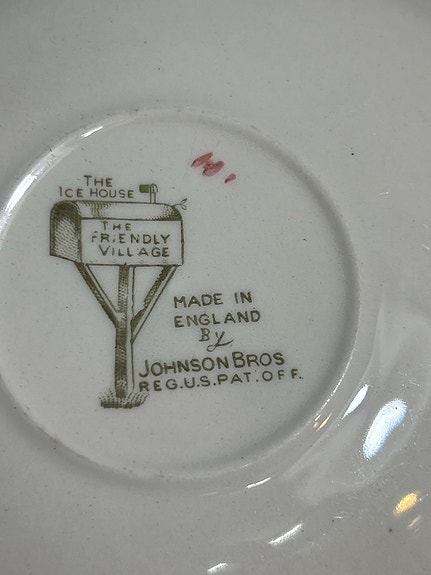 THE
ICE HOUSE
THE
FRIENDLY
VILLAGE
MADE IN
ENGLAND
By
JOHNSON BROS
REG.U.S.PAT.OFF.